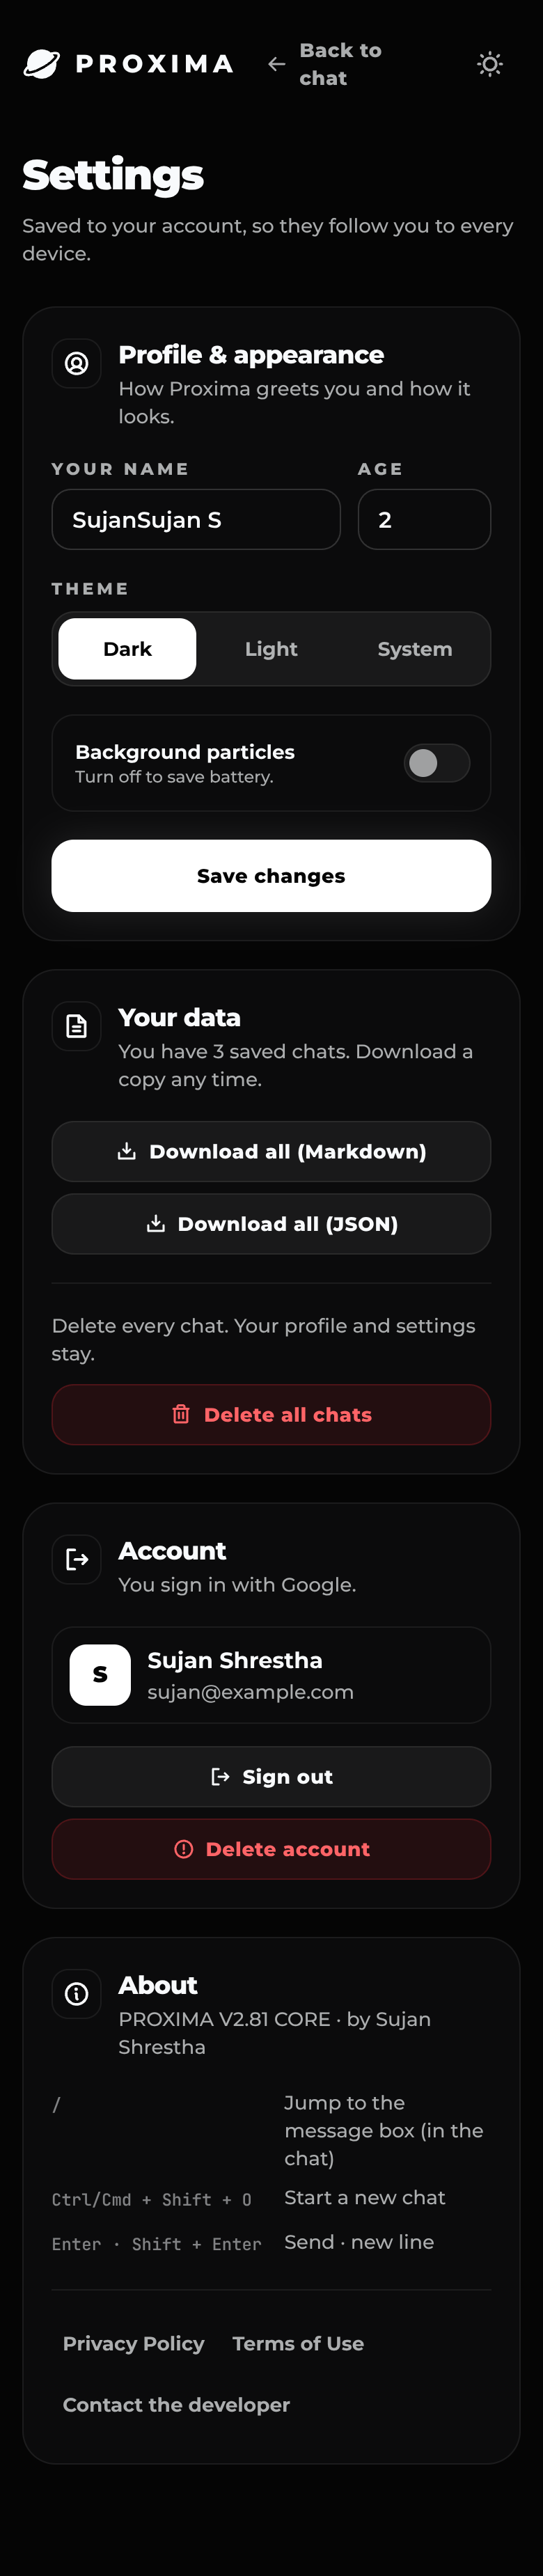 PROXIMA
← Back to
chat
Settings
Saved to your account, so they follow you to every
device.
Profile & appearance
How Proxima greets you and how it
looks.
YOUR NAME
AGE
SujanSujan S
2
THEME
Dark
Light
System
Background particles
Turn off to save battery.
Save changes
Your data
You have 3 saved chats. Download a
copy any time.
Download all (Markdown)
Download all (JSON)
Delete every chat. Your profile and settings
stay.
Delete all chats
Account
You sign in with Google.
S
Sujan Shrestha
sujan@example.com
Sign out
Delete account
About
PROXIMA V2.81 CORE · by Sujan
Shrestha
/
Jump to the
message box (in the
chat)
Ctrl/Cmd + Shift + O
Start a new chat
Enter · Shift + Enter
Send · new line
Privacy Policy
Terms of Use
Contact the developer